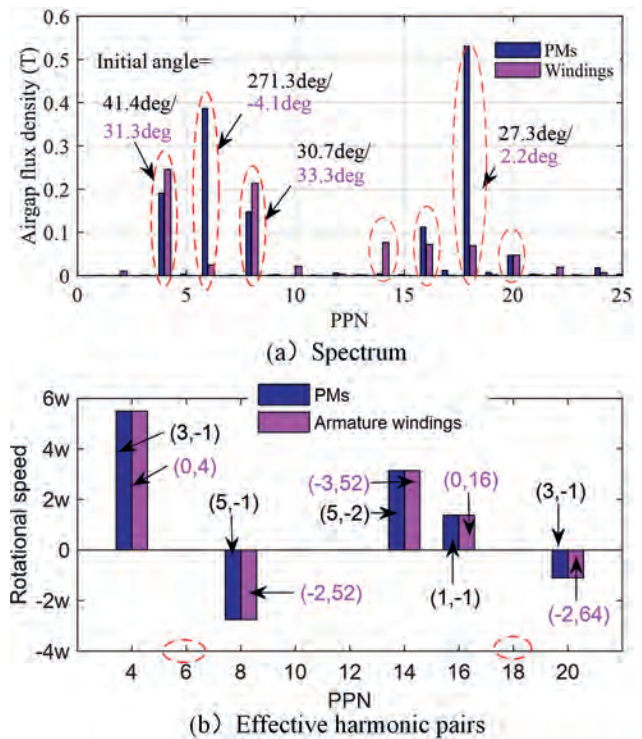 0.6
0.5
0.4
0.3
0.2
0.1
0
Airgap flux density (T)
PMs
Windings
Initial angle=
41.4deg/
31.3deg
271.3deg/
-4.1deg
30.7deg/
33.3deg
27.3deg/
2.2deg
0 5 10 15 20 25
PPN
(a) Spectrum
6w
4w
2w
0
-2w
-4w
Rotational speed
PMs
Armature windings
(3,-1)
(0,4)
(5,-1)
(-2,52)
(-3,52)
(5,-2)
(0,16)
(1,-1)
(3,-1)
(-2,64)
4 6 8 10 12 14 16 18 20
PPN
(b) Effective harmonic pairs